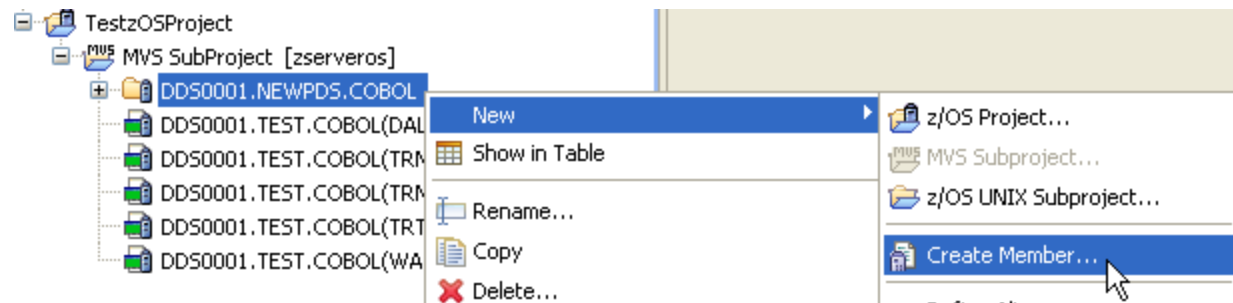 TestzOSProject
MVS SubProject [zserveros]
DDS0001.NEWPDS.COBOL
DDS0001.TEST.COBOL(DAL
DDS0001.TEST.COBOL(TRN
DDS0001.TEST.COBOL(TRN
DDS0001.TEST.COBOL(TRT
DDS0001.TEST.COBOL(WA
New
Show in Table
Rename...
Copy
Delete...
z/OS Project...
MVS Subproject...
z/OS UNIX Subproject...
Create Member...